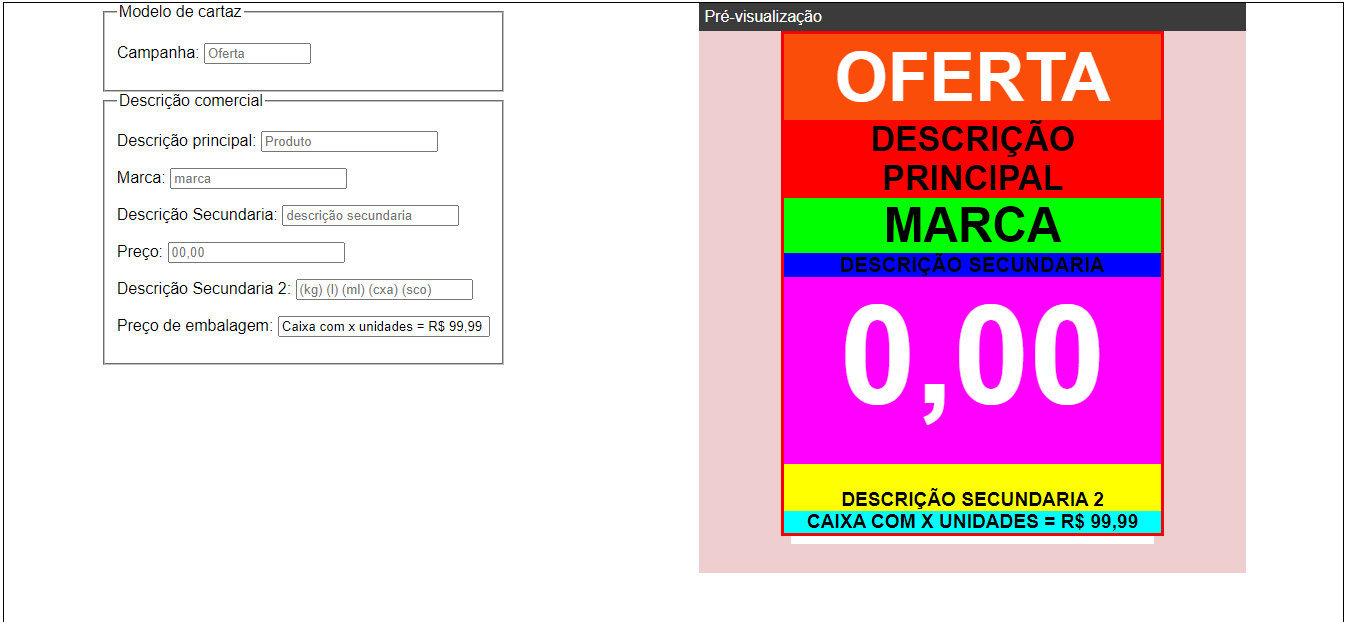 Modelo de cartaz
Campanha: Oferta
Descrição comercial
Descrição principal: Produto
Marca: marca
Descrição Secundaria: descrição secundaria
Preço: 00,00
Descrição Secundaria 2: (kg) (l) (ml) (cxa) (sco)
Preço de embalagem: Caixa com x unidades = R$ 99,99
Pré-visualização
OFERTA
DESCRIÇÃO
PRINCIPAL
MARCA
DESCRIÇÃO SECUNDARIA
0,00
DESCRIÇÃO SECUNDARIA 2
CAIXA COM X UNIDADES = R$ 99,99